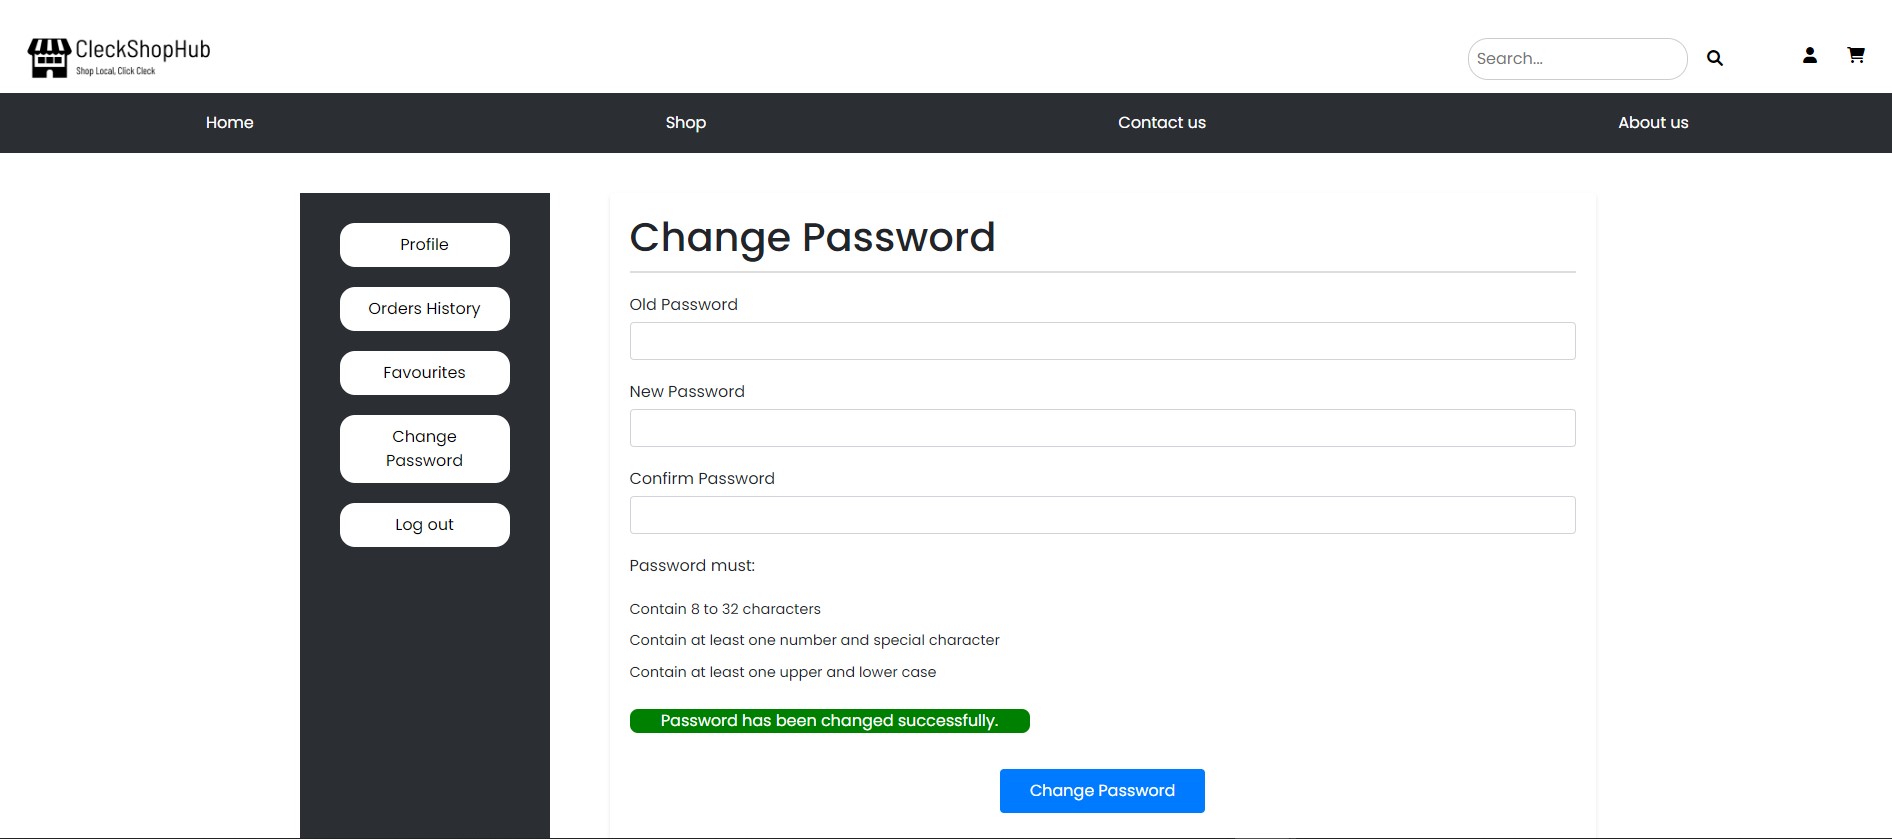 CleckShopHub
Shop Local, Click Cleck
Search...
Home
Shop
Contact us
About us
Profile
Orders History
Favourites
Change
Password
Log out
Change Password
Old Password
New Password
Confirm Password
Password must:
Contain 8 to 32 characters
Contain at least one number and special character
Contain at least one upper and lower case
Password has been changed successfully.
Change Password